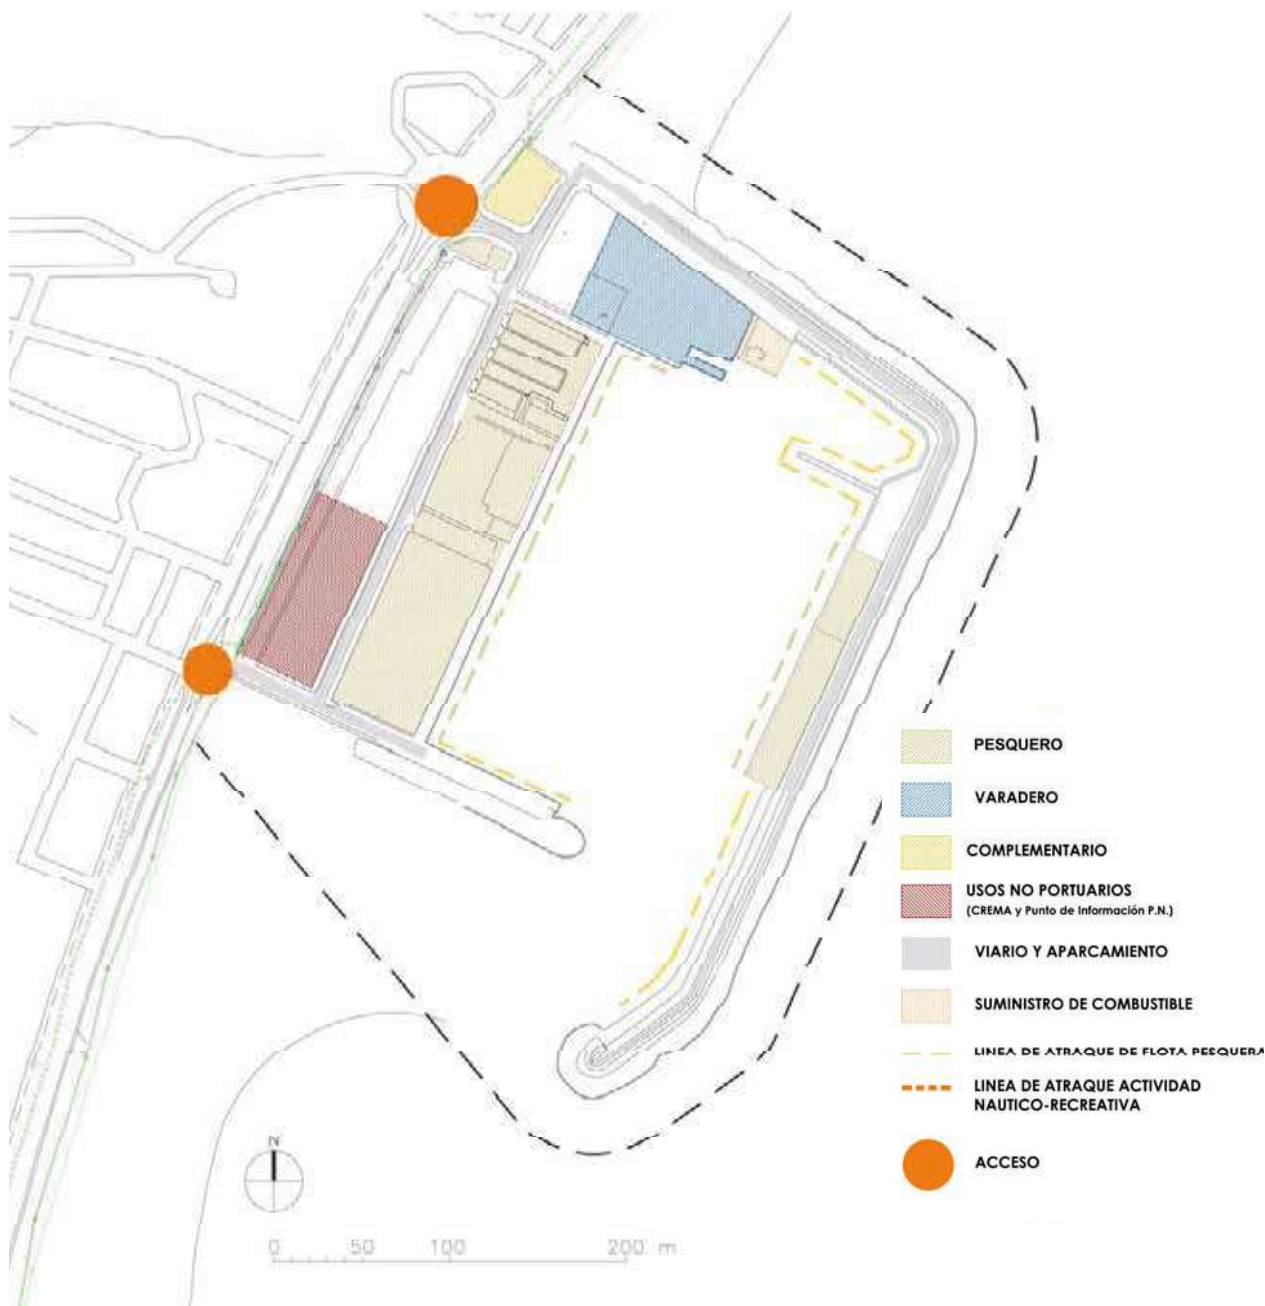 PESQUERO
VARADERO
COMPLEMENTARIO
USOS NO PORTUARIOS
(CREMA y Punto de Información P.N.)
VIARIO Y APARCAMIENTO
SUMINISTRO DE COMBUSTIBLE
LINEA DE ATRAQUE DE FLOTA PESQUERA
LINEA DE ATRAQUE ACTIVIDAD
NAUTICO-RECREATIVA
ACCESO
N
0 50 100 200 m